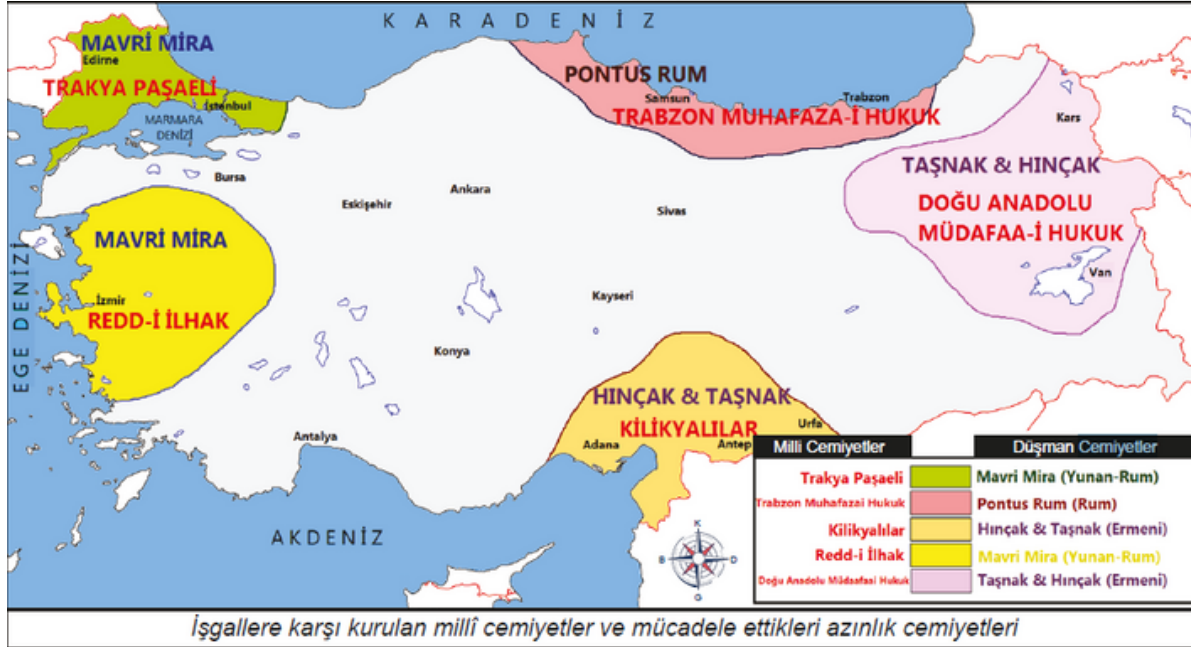 KARADENİZ
MAVRİ MİRA
Edirne
TRAKYA PAŞAELİ
İstanbul
MARMARA
DENİZİ
PONTUS RUM
Samsun
Trabzon
TRABZON MUHAFAZA-İ HUKUK
Kars
TAŞNAK & HINÇAK
DOĞU ANADOLU
MÜDAFAA-İ HUKUK
Van
Bursa
Eskişehir
Ankara
Sivas
MAVRİ MİRA
İzmir
REDD-İ İLHAK
EGE DENİZİ
Kayseri
Konya
Antalya
HINÇAK & TAŞNAK
KİLİKYALILAR
Urfa
Adana
Antep
AKDENİZ
K
B
D
G
Milli Cemiyetler
Düşman Cemiyetler
Trakya Paşaeli
Mavri Mira (Yunan-Rum)
Trabzon Muhafazai Hukuk
Pontus Rum (Rum)
Kilikyalılar
Hınçak & Taşnak (Ermeni)
Redd-i İlhak
Mavri Mira (Yunan-Rum)
Doğu Anadolu Müdaafaai Hukuk
Taşnak & Hınçak (Ermeni)
İşgallere karşı kurulan millî cemiyetler ve mücadele ettikleri azınlık cemiyetleri